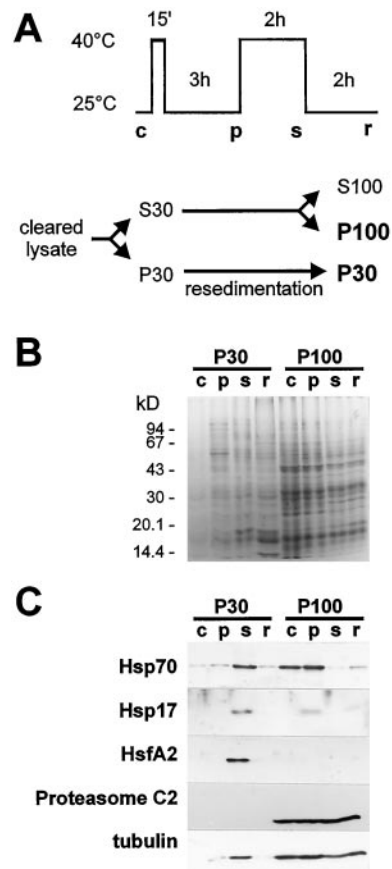 A
15'
2h
40°C
3h
2h
25°C
c p s r
cleared lysate
S30
S100
P100
P30
P30
resedimentation
B
P30 P100
c p s r c p s r
kD
94 -
67 -
43 -
30 -
20.1 -
14.4 -
C
P30 P100
c p s r c p s r
Hsp70
Hsp17
HsfA2
Proteasome C2
tubulin